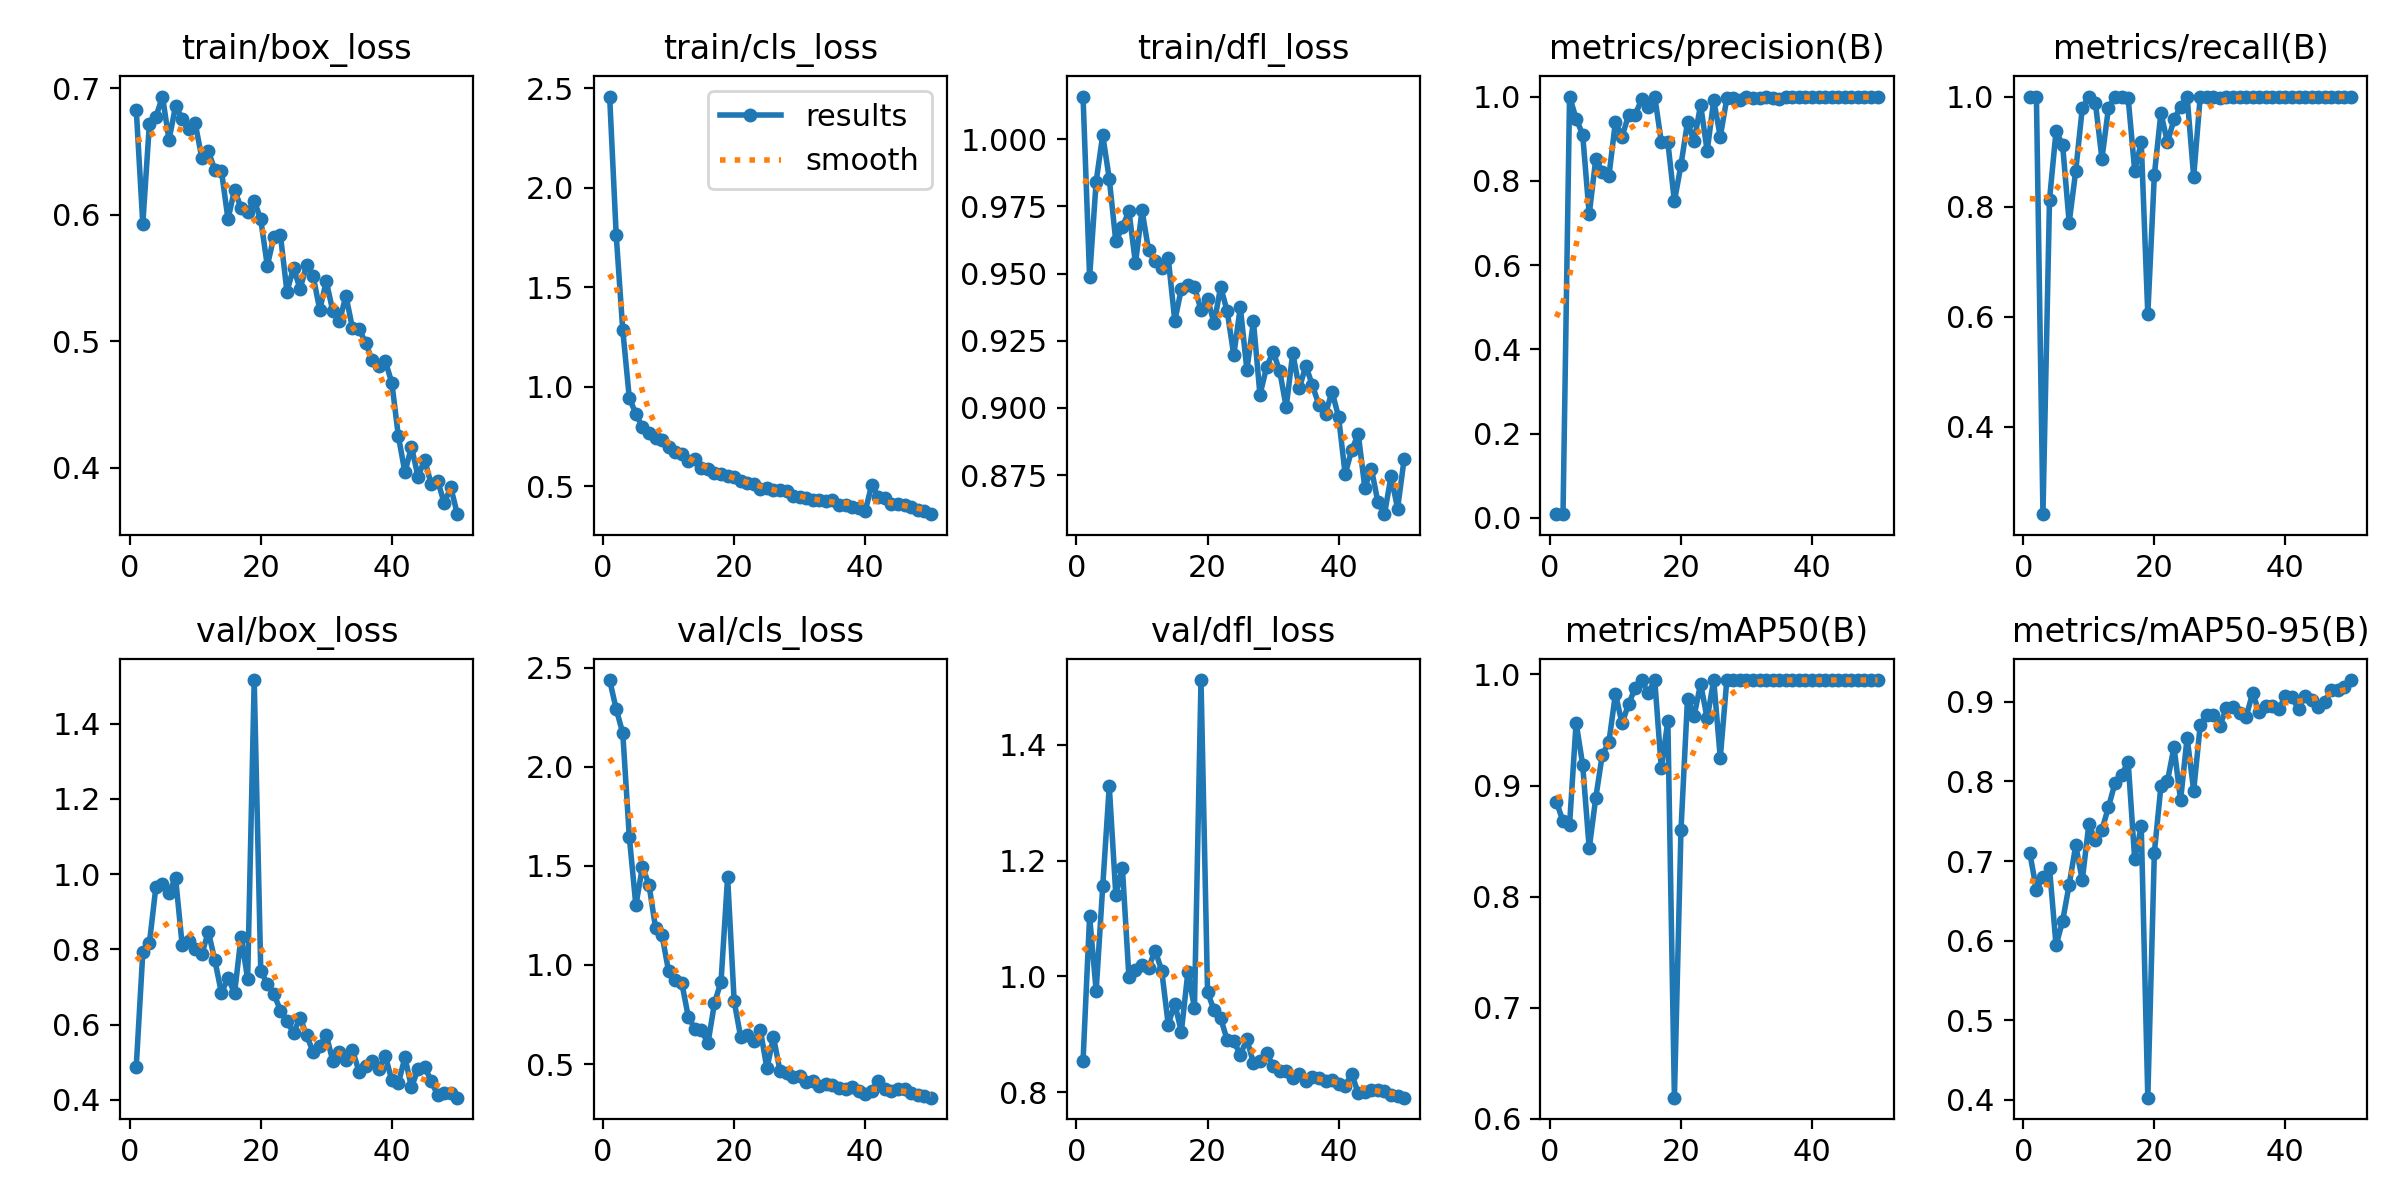 train/box_loss
train/cls_loss
train/dfl_loss
metrics/precision(B)
metrics/recall(B)
0.7
0.6
0.5
0.4
0 20 40
2.5
2.0
1.5
1.0
0.5
results
smooth
0 20 40
1.000
0.975
0.950
0.925
0.900
0.875
0 20 40
1.0
0.8
0.6
0.4
0.2
0.0
0 20 40
1.0
0.8
0.6
0.4
0 20 40
val/box_loss
val/cls_loss
val/dfl_loss
metrics/mAP50(B)
metrics/mAP50-95(B)
1.4
1.2
1.0
0.8
0.6
0.4
0 20 40
2.5
2.0
1.5
1.0
0.5
0 20 40
1.4
1.2
1.0
0.8
0 20 40
1.0
0.9
0.8
0.7
0.6
0 20 40
0.9
0.8
0.7
0.6
0.5
0.4
0 20 40